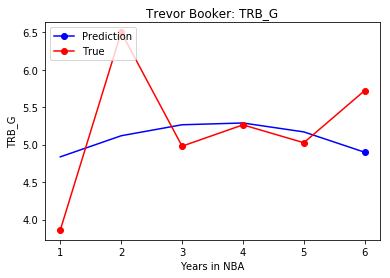 Trevor Booker: TRB_G
Prediction
True
6.5
6.0
5.5
5.0
4.5
4.0
TRB_G
1 2 3 4 5 6
Years in NBA